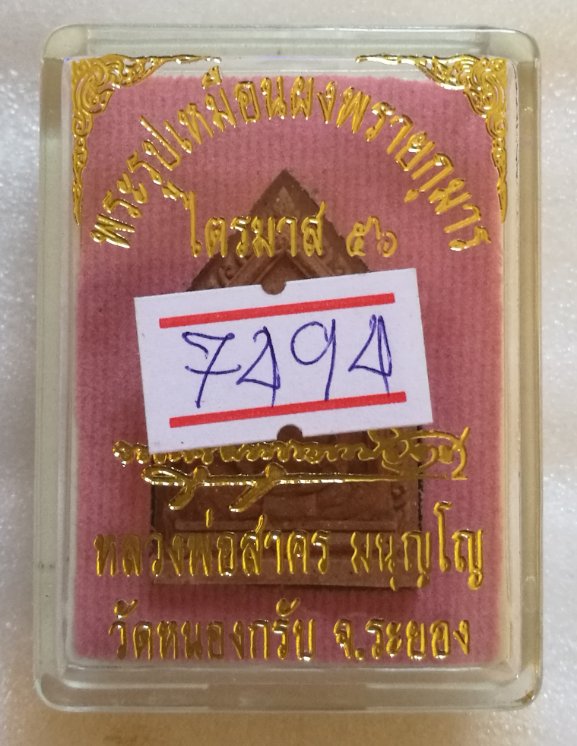 พระรูปเหมือนผงพรายกุมาร
ไตรมาส ๕๖
7494
หลวงพ่อสาคร มนุญฺโญ
วัดหนองกรับ จ.ระยอง